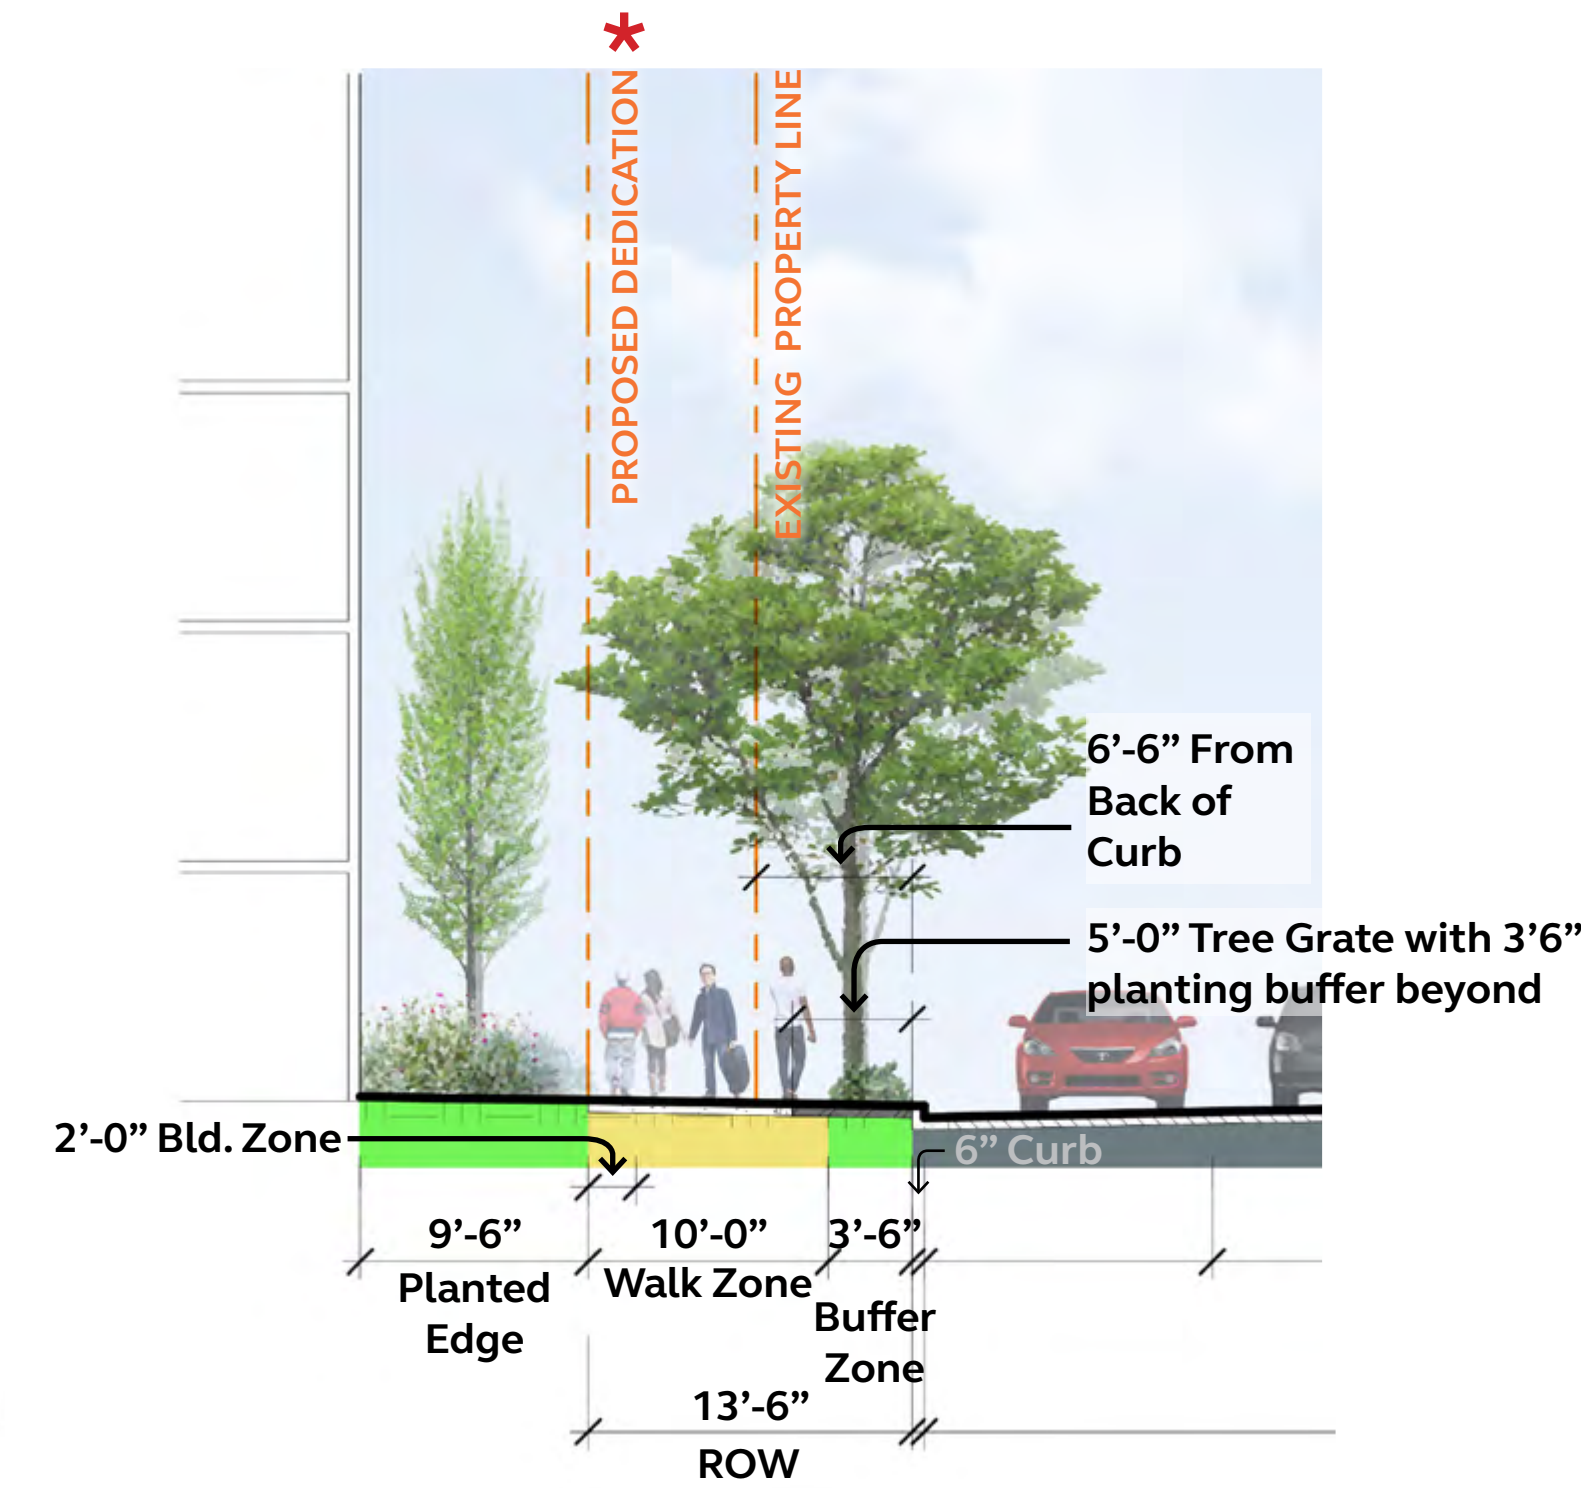 *
PROPOSED DEDICATION
EXISTING PROPERTY LINE
6’-6” From
Back of
Curb
5’-0” Tree Grate with 3’6”
planting buffer beyond
2’-0” Bld. Zone
6” Curb
9’-6”
Planted
Edge
10’-0”
Walk Zone
3’-6”
Buffer
Zone
13’-6”
ROW